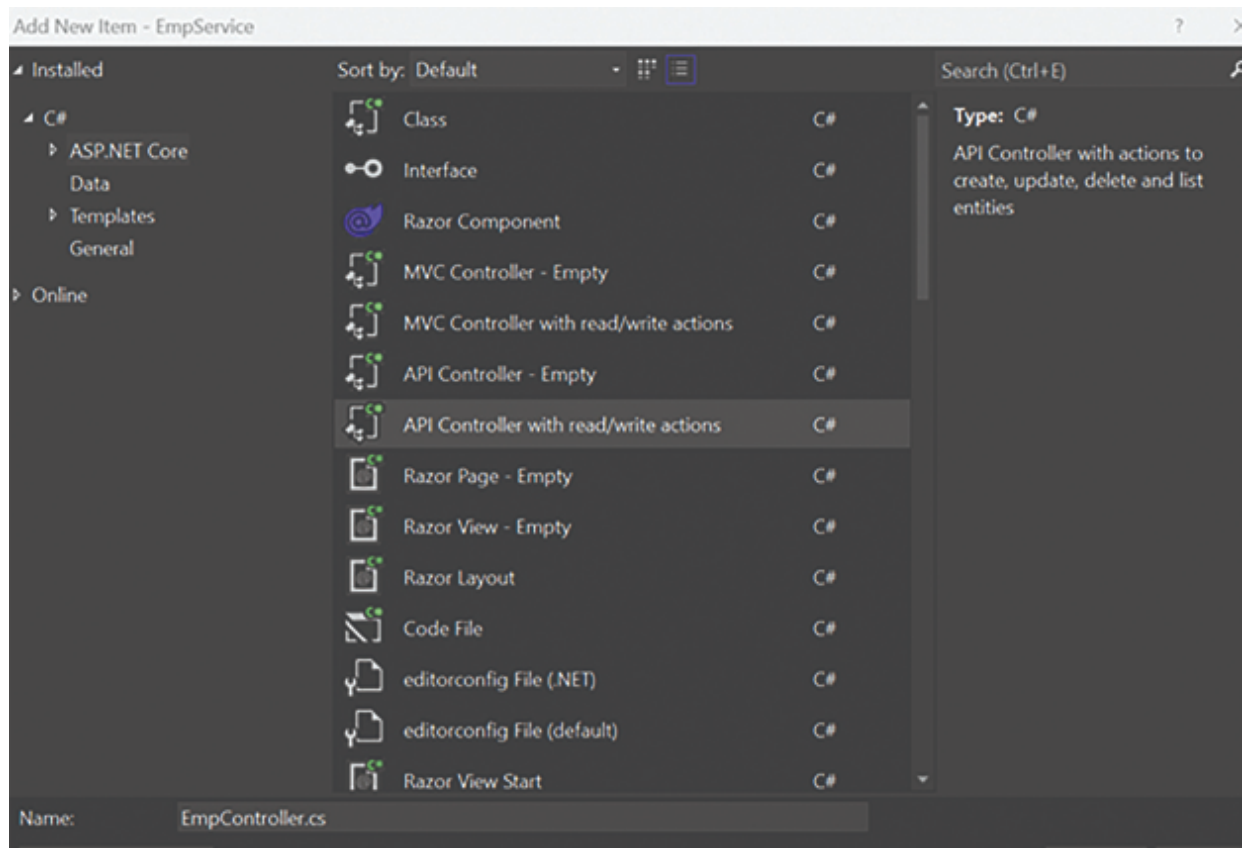 Add New Item - EmpService
?
Installed
Sort by: Default
Search (Ctrl+E)
C#
ASP.NET Core
Data
Templates
General
Online
Class C#
Interface C#
Razor Component C#
MVC Controller - Empty C#
MVC Controller with read/write actions C#
API Controller - Empty C#
API Controller with read/write actions C#
Razor Page - Empty C#
Razor View - Empty C#
Razor Layout C#
Code File C#
editorconfig File (.NET) C#
editorconfig File (default) C#
Razor View Start C#
Type: C#
API Controller with actions to
create, update, delete and list
entities
Name: EmpController.cs